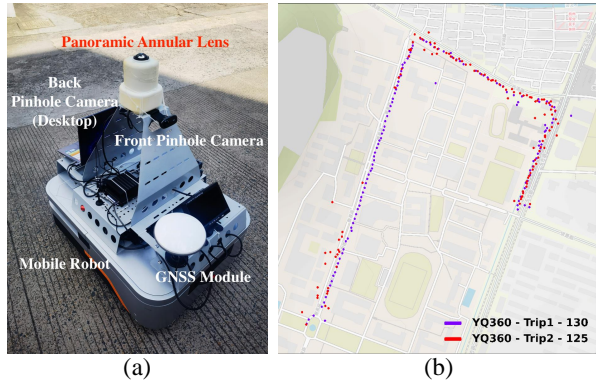 Panoramic Annular Lens
Back
Pinhole Camera
(Desktop)
Front Pinhole Camera
Mobile Robot
GNSS Module
(a)
YQ360 - Trip1 - 130
YQ360 - Trip2 - 125
(b)